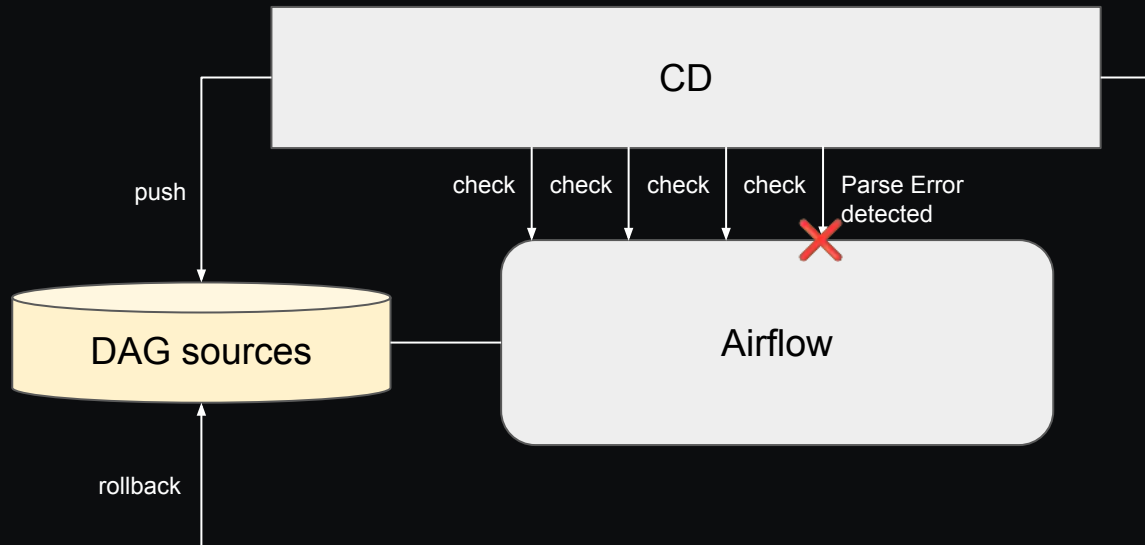 CD
push
check
check
check
check
Parse Error
detected
DAG sources
Airflow
rollback